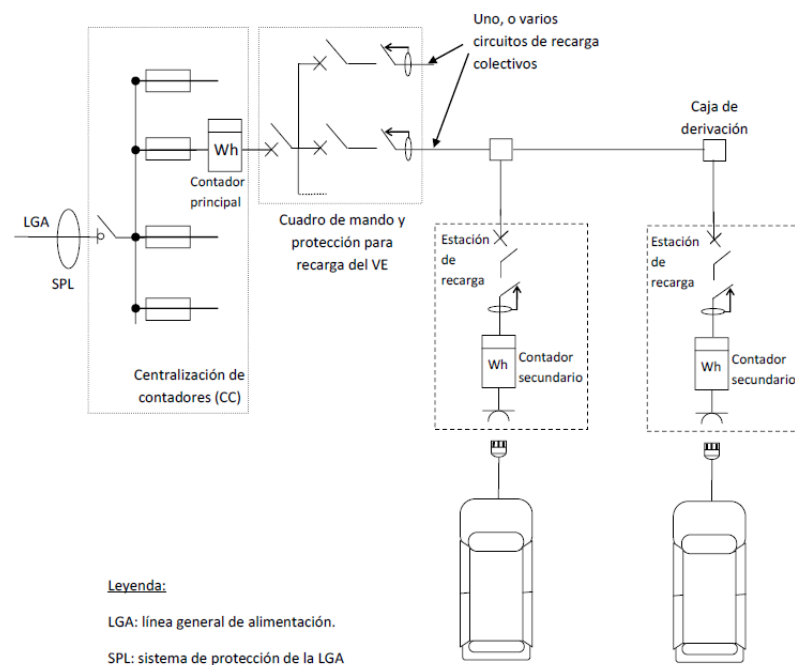 Uno, o varios
circuitos de recarga
colectivos
Caja de
derivación
Wh
Contador
principal
LGA
SPL
Cuadro de mando y
protección para
recarga del VE
Centralización de
contadores (CC)
Estación
de
recarga
Wh
Contador
secundario
Estación
de
recarga
Wh
Contador
secundario
Leyenda:
LGA: línea general de alimentación.
SPL: sistema de protección de la LGA